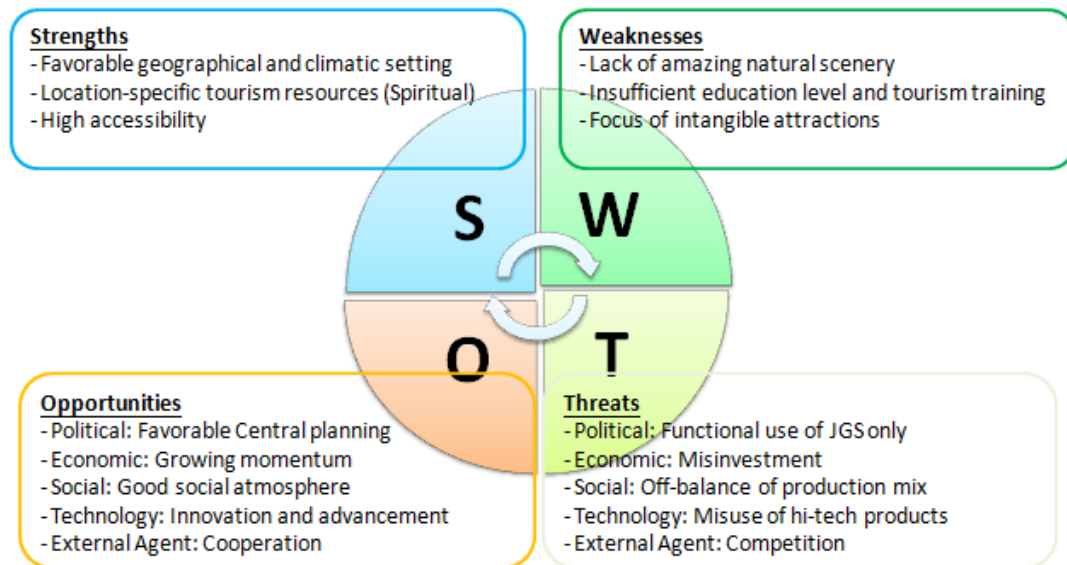 Strengths
- Favorable geographical and climatic setting
- Location-specific tourism resources (Spiritual)
- High accessibility
Weaknesses
- Lack of amazing natural scenery
- Insufficient education level and tourism training
- Focus of intangible attractions
S
W
O
T
Opportunities
- Political: Favorable Central planning
- Economic: Growing momentum
- Social: Good social atmosphere
- Technology: Innovation and advancement
- External Agent: Cooperation
Threats
- Political: Functional use of JGS only
- Economic: Misinvestment
- Social: Off-balance of production mix
- Technology: Misuse of hi-tech products
- External Agent: Competition